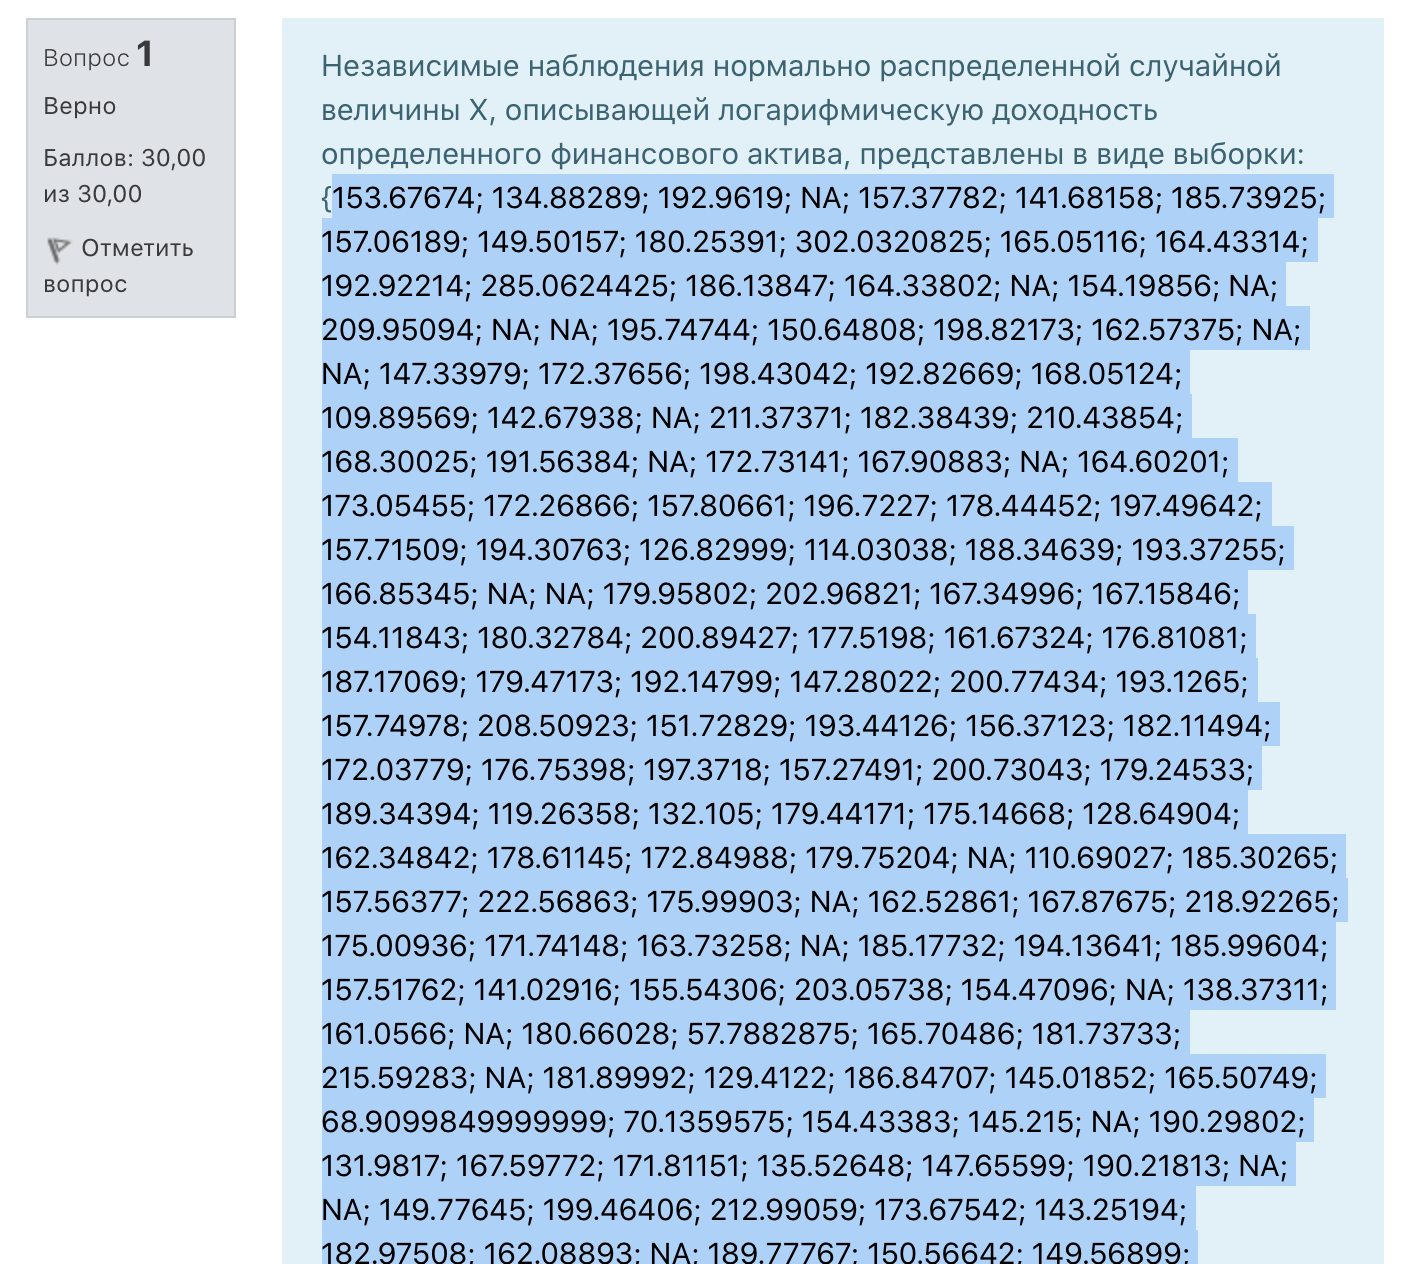 Вопрос 1
Верно
Баллов: 30,00
из 30,00
Отметить
вопрос
Независимые наблюдения нормально распределенной случайной
величины X, описывающей логарифмическую доходность
определенного финансового актива, представлены в виде выборки:
{153.67674; 134.88289; 192.9619; NA; 157.37782; 141.68158; 185.73925;
157.06189; 149.50157; 180.25391; 302.0320825; 165.05116; 164.43314;
192.92214; 285.0624425; 186.13847; 164.33802; NA; 154.19856; NA;
209.95094; NA; NA; 195.74744; 150.64808; 198.82173; 162.57375; NA;
NA; 147.33979; 172.37656; 198.43042; 192.82669; 168.05124;
109.89569; 142.67938; NA; 211.37371; 182.38439; 210.43854;
168.30025; 191.56384; NA; 172.73141; 167.90883; NA; 164.60201;
173.05455; 172.26866; 157.80661; 196.7227; 178.44452; 197.49642;
157.71509; 194.30763; 126.82999; 114.03038; 188.34639; 193.37255;
166.85345; NA; NA; 179.95802; 202.96821; 167.34996; 167.15846;
154.11843; 180.32784; 200.89427; 177.5198; 161.67324; 176.81081;
187.17069; 179.47173; 192.14799; 147.28022; 200.77434; 193.1265;
157.74978; 208.50923; 151.72829; 193.44126; 156.37123; 182.11494;
172.03779; 176.75398; 197.3718; 157.27491; 200.73043; 179.24533;
189.34394; 119.26358; 132.105; 179.44171; 175.14668; 128.64904;
162.34842; 178.61145; 172.84988; 179.75204; NA; 110.69027; 185.30265;
157.56377; 222.56863; 175.99903; NA; 162.52861; 167.87675; 218.92265;
175.00936; 171.74148; 163.73258; NA; 185.17732; 194.13641; 185.99604;
157.51762; 141.02916; 155.54306; 203.05738; 154.47096; NA; 138.37311;
161.0566; NA; 180.66028; 57.7882875; 165.70486; 181.73733;
215.59283; NA; 181.89992; 129.4122; 186.84707; 145.01852; 165.50749;
68.9099849999999; 70.1359575; 154.43383; 145.215; NA; 190.29802;
131.9817; 167.59772; 171.81151; 135.52648; 147.65599; 190.21813; NA;
NA; 149.77645; 199.46406; 212.99059; 173.67542; 143.25194;
182.97508; 162.08893; NA; 189.77767; 150.56642; 149.56899;